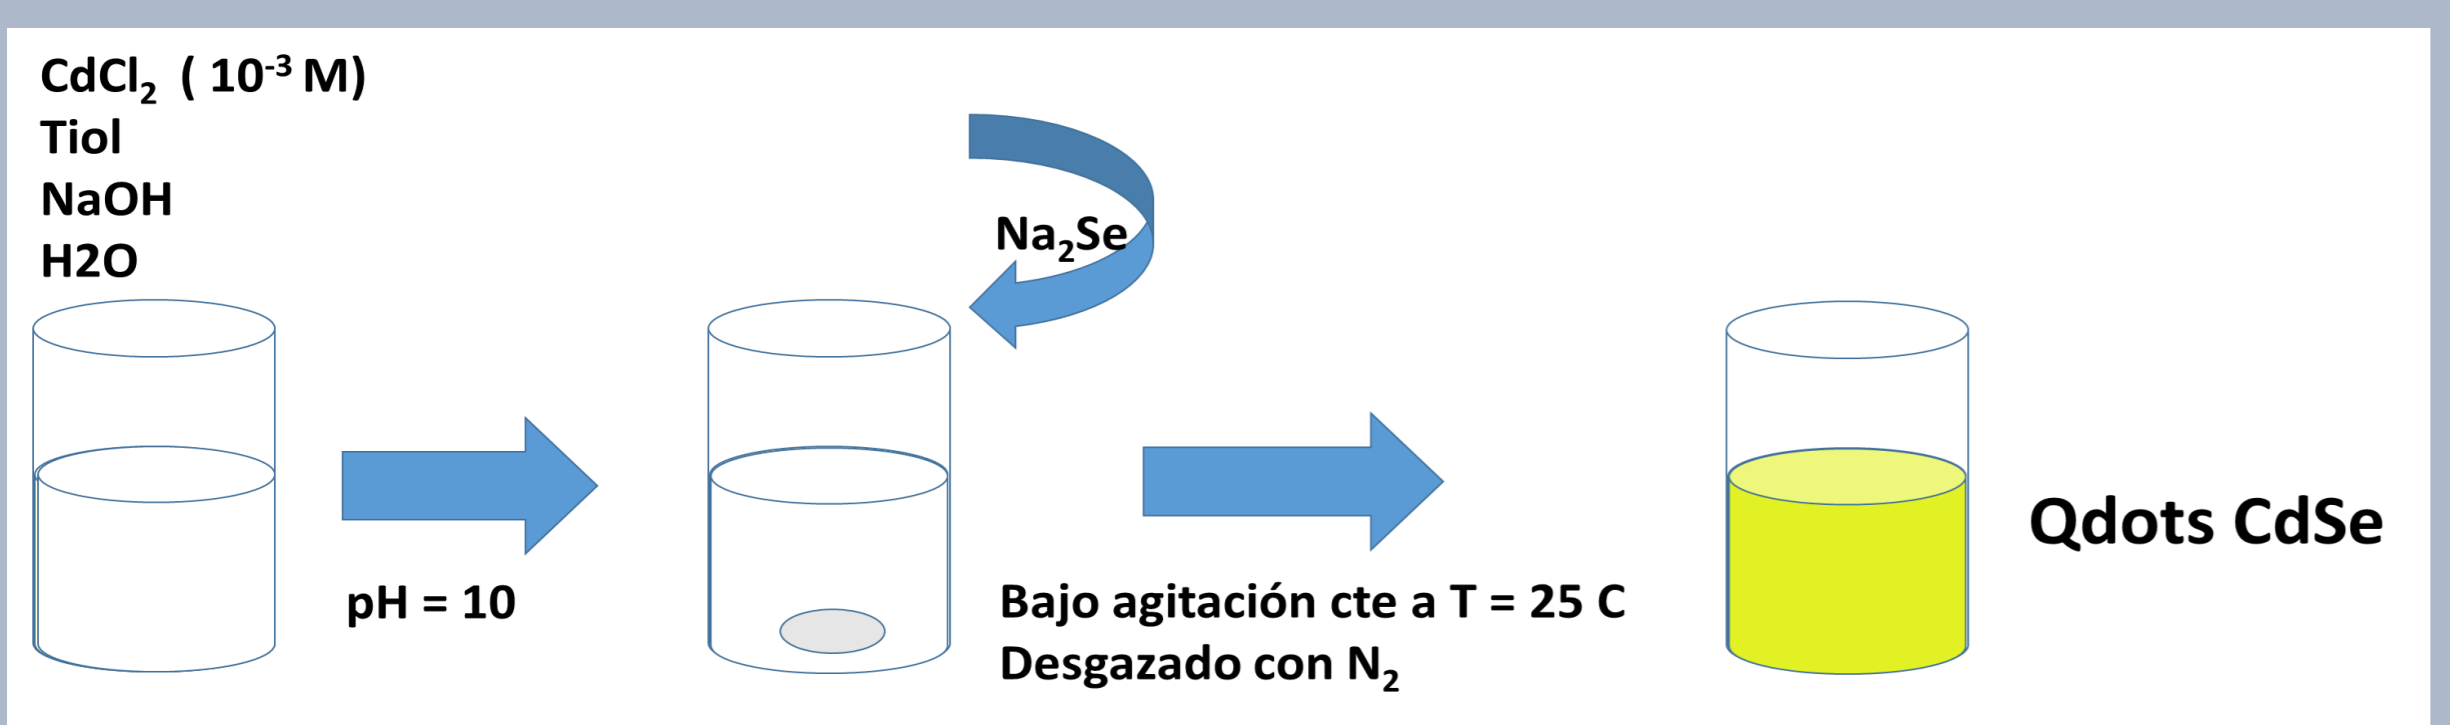 CdCl₂ ( 10⁻³ M)
Tiol
NaOH
H2O
pH = 10
Na₂Se
Bajo agitación cte a T = 25 C
Desgazado con N₂
Qdots CdSe